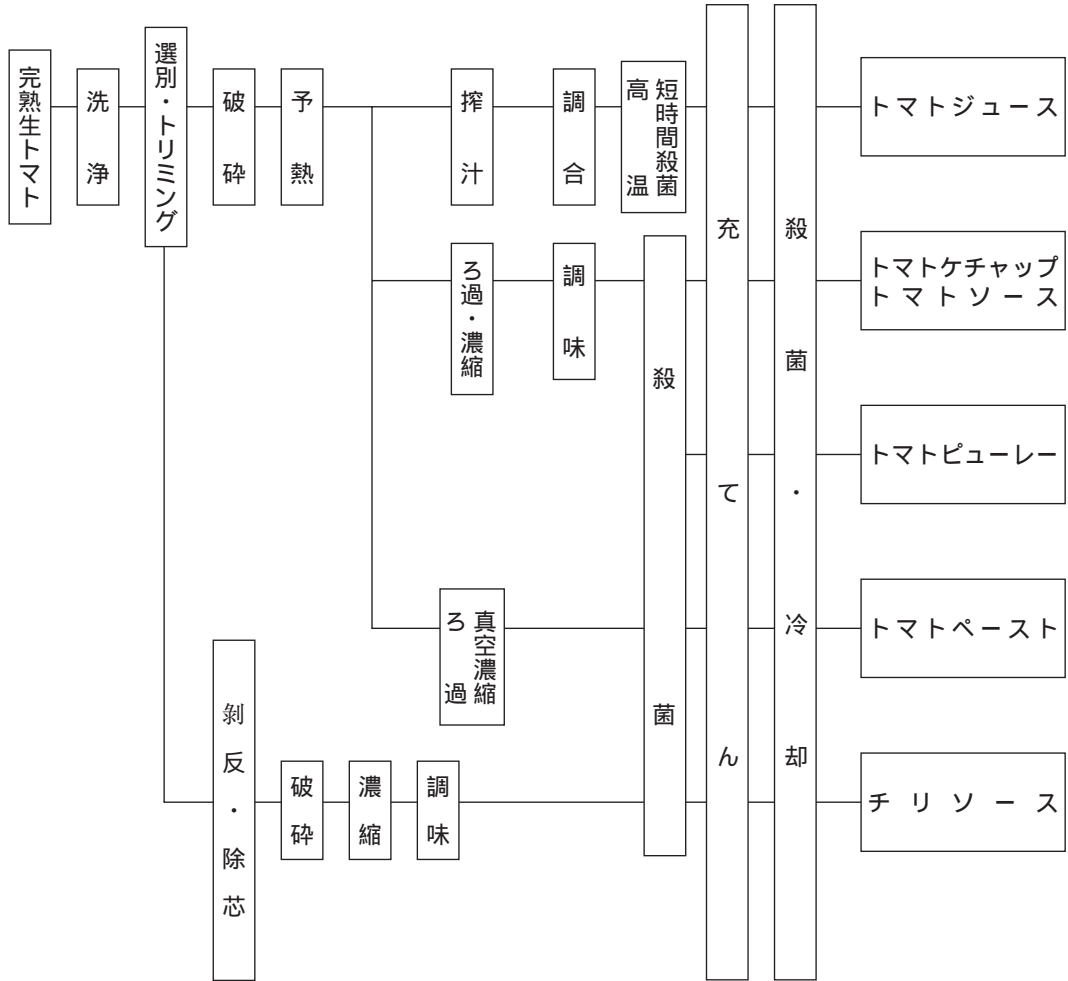 完熟生トマト
洗浄
選別・トリミング
破砕
予熱
搾汁
調合
高温
短時間殺菌
充てん
殺菌・冷却
トマトジュース
ろ過・濃縮
調味
殺菌
トマトケチャップ
トマトソース
トマトピューレー
ろ過
真空濃縮
トマトペースト
剝反・除芯
破砕
濃縮
調味
チリソース